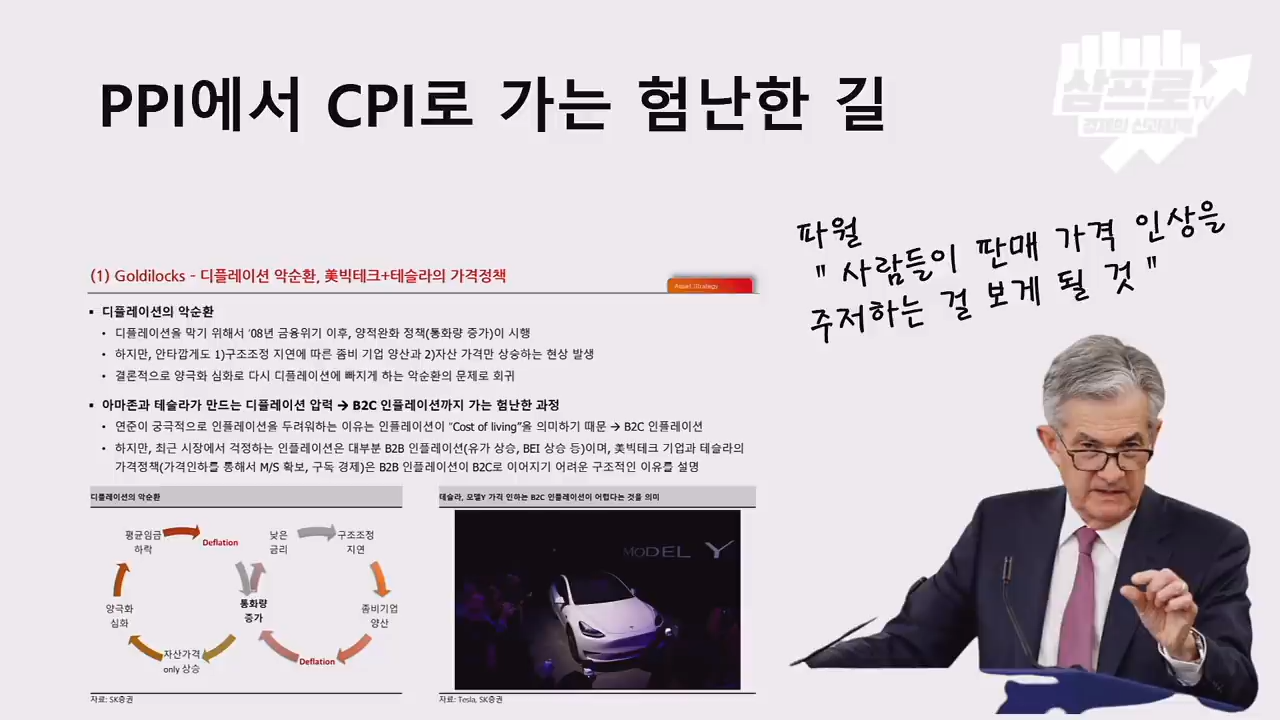 PPI에서 CPI로 가는 험난한 길
삼프로TV
경제의 신과함께
파월
" 사람들이 판매 가격 인상을
주저하는 걸 보게 될 것 "
(1) Goldilocks - 디플레이션 악순환, 美빅테크+테슬라의 가격정책
Asset Strategy
▪ 디플레이션의 악순환
• 디플레이션을 막기 위해서 '08년 금융위기 이후, 양적완화 정책(통화량 증가)이 시행
• 하지만, 안타깝게도 1)구조조정 지연에 따른 좀비 기업 양산과 2)자산 가격만 상숭하는 현상 발생
• 결론적으로 양극화 심화로 다시 디플레이션에 빠지게 하는 악순환의 문제로 회귀
▪ 아마존과 테슬라가 만드는 디플레이션 압력 → B2C 인플레이션까지 가는 험난한 과정
• 연준이 궁극적으로 인플레이션을 두려워하는 이유는 인플레이션이 "Cost of living"을 의미하기 때문 → B2C 인플레이션
• 하지만, 최근 시장에서 걱정하는 인플레이션은 대부분 B2B 인플레이션(유가 상승, BEI 상승 등)이며, 美빅테크 기업과 테슬라의
가격정책(가격인하를 통해서 M/S 확보, 구독 경제)은 B2B 인플레이션이 B2C로 이어지기 어려운 구조적인 이유를 설명
디플레이션의 악순환
평균임금
하락
Deflation
낮은
금리
구조조정
지연
양극화
심화
통화량
증가
좀비기업
양산
자산가격
only 상승
Deflation
자료: SK증권
테슬라, 모델Y 가격 인하는 B2C 인플레이션이 어렵다는 것을 의미
MODEL Y
자료: Tesla, SK증권